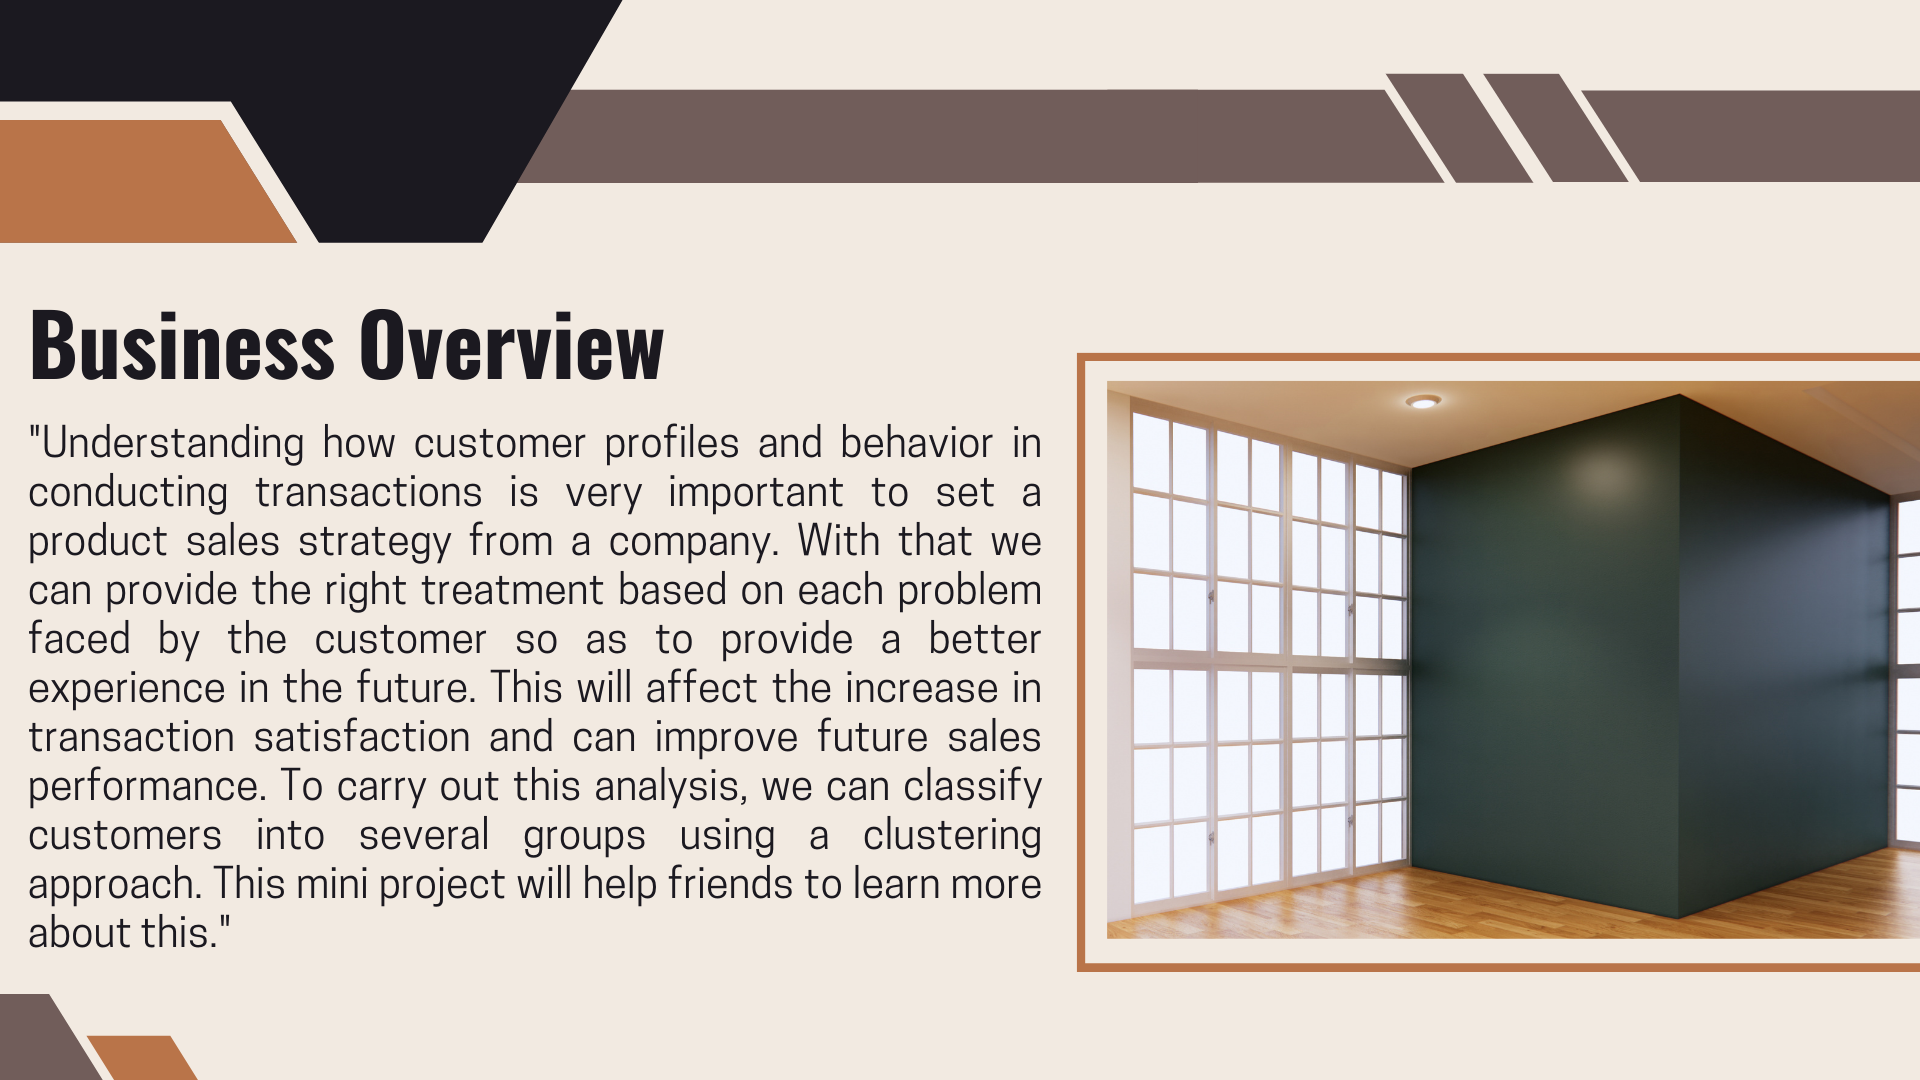 Business Overview
"Understanding how customer profiles and behavior in
conducting transactions is very important to set a
product sales strategy from a company. With that we
can provide the right treatment based on each problem
faced by the customer so as to provide a better
experience in the future. This will affect the increase in
transaction satisfaction and can improve future sales
performance. To carry out this analysis, we can classify
customers into several groups using a clustering
approach. This mini project will help friends to learn more
about this."